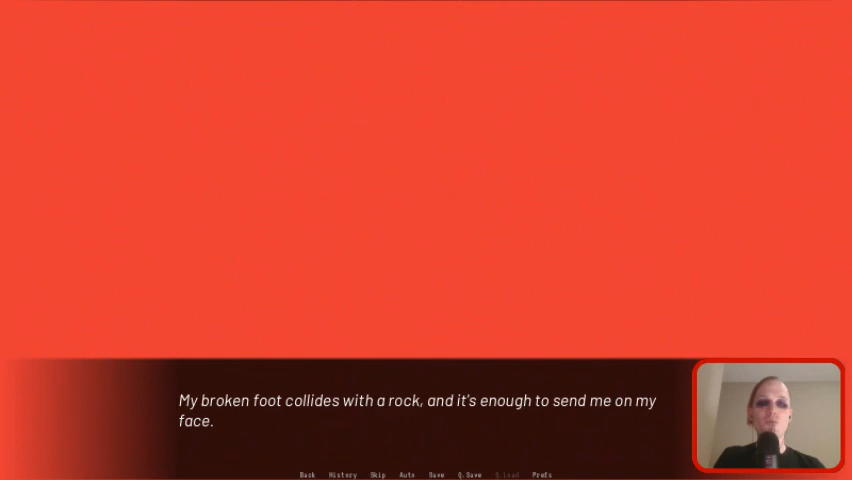 My broken foot collides with a rock, and it's enough to send me on my
face.
Back History Skip Auto Save Q.Save Q.Load Prefs